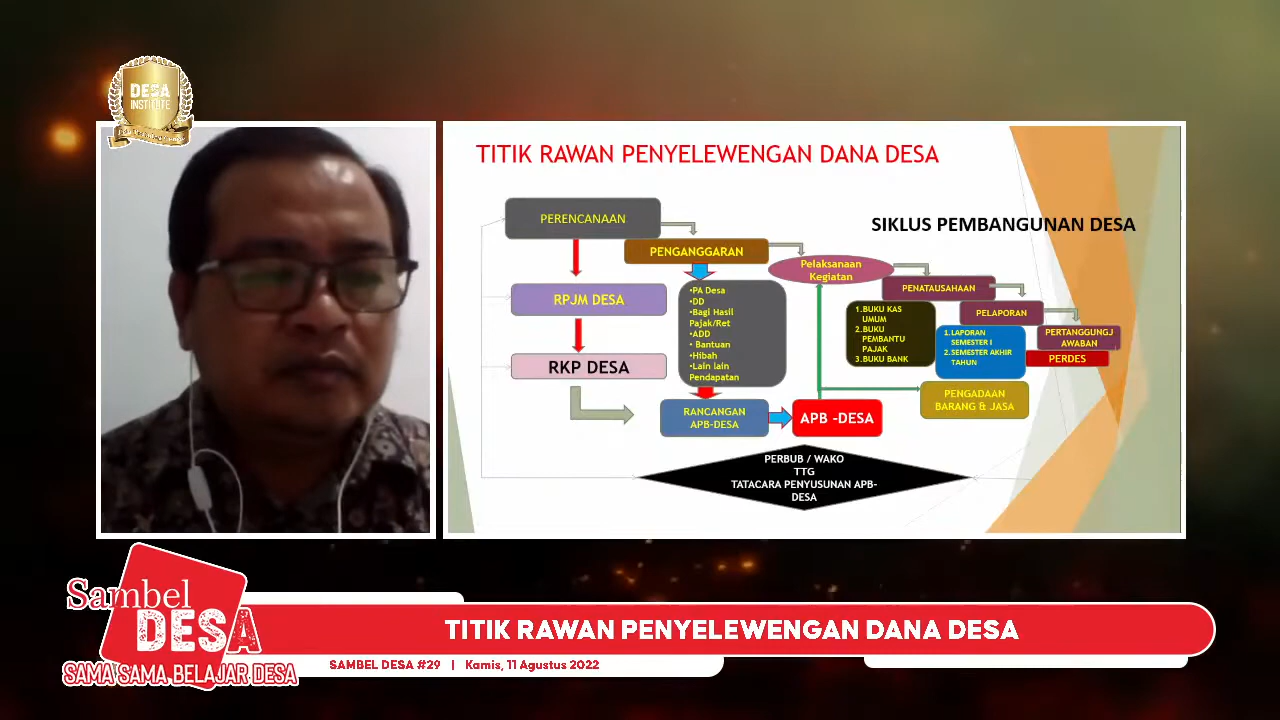 DESA
INSTITUTE
TITIK RAWAN PENYELEWENGAN DANA DESA
SIKLUS PEMBANGUNAN DESA
PERENCANAAN
PENGANGGARAN
Pelaksanaan
Kegiatan
PENATAUSAHAAN
PELAPORAN
PERTANGGUNGJ
AWABAN
PERDES
RPJM DESA
RKP DESA
•PA Desa
•DD
•Bagi Hasil
Pajak/Ret
•ADD
• Bantuan
•Hibah
•Lain lain
Pendapatan
1.BUKU KAS
UMUM
2.BUKU
PEMBANTU
PAJAK
3.BUKU BANK
1.LAPORAN
SEMESTER I
2.SEMESTER AKHIR
TAHUN
PENGADAAN
BARANG & JASA
RANCANGAN
APB-DESA
APB -DESA
PERBUB / WAKO
TTG
TATACARA PENYUSUNAN APB-
DESA
Sambel
DESA
SAMA SAMA BELAJAR DESA
TITIK RAWAN PENYELEWENGAN DANA DESA
SAMBEL DESA #29 | Kamis, 11 Agustus 2022